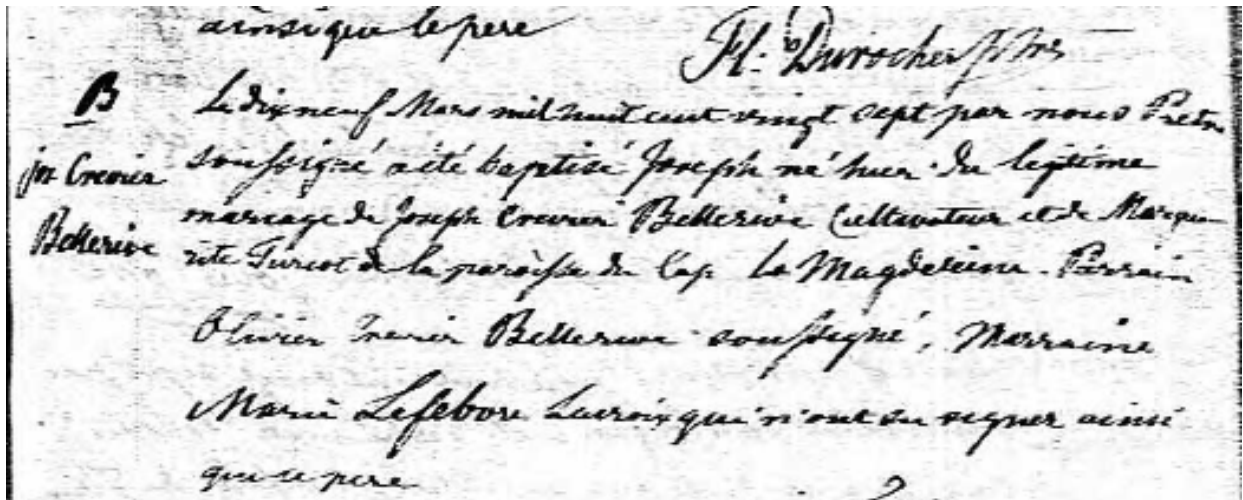 ainsi que le pere
Fl: Durocher Ptre
B
Jos Crevier
Bellerive
Le dix neuf Mars mil huit cent vingt sept par nous Pretre
soussigné a été baptisé Joseph né hier du legitime
mariage de Joseph Crevier Bellerive Cultivateur et de Margue-
rite Turcot de la paroisse du Cap la Magdeleine. Parrain
Olivier Crevier Bellerive soussigné, Marraine
Marie Lefebvre Lacroix qui n'ont su signer ainsi
que le pere